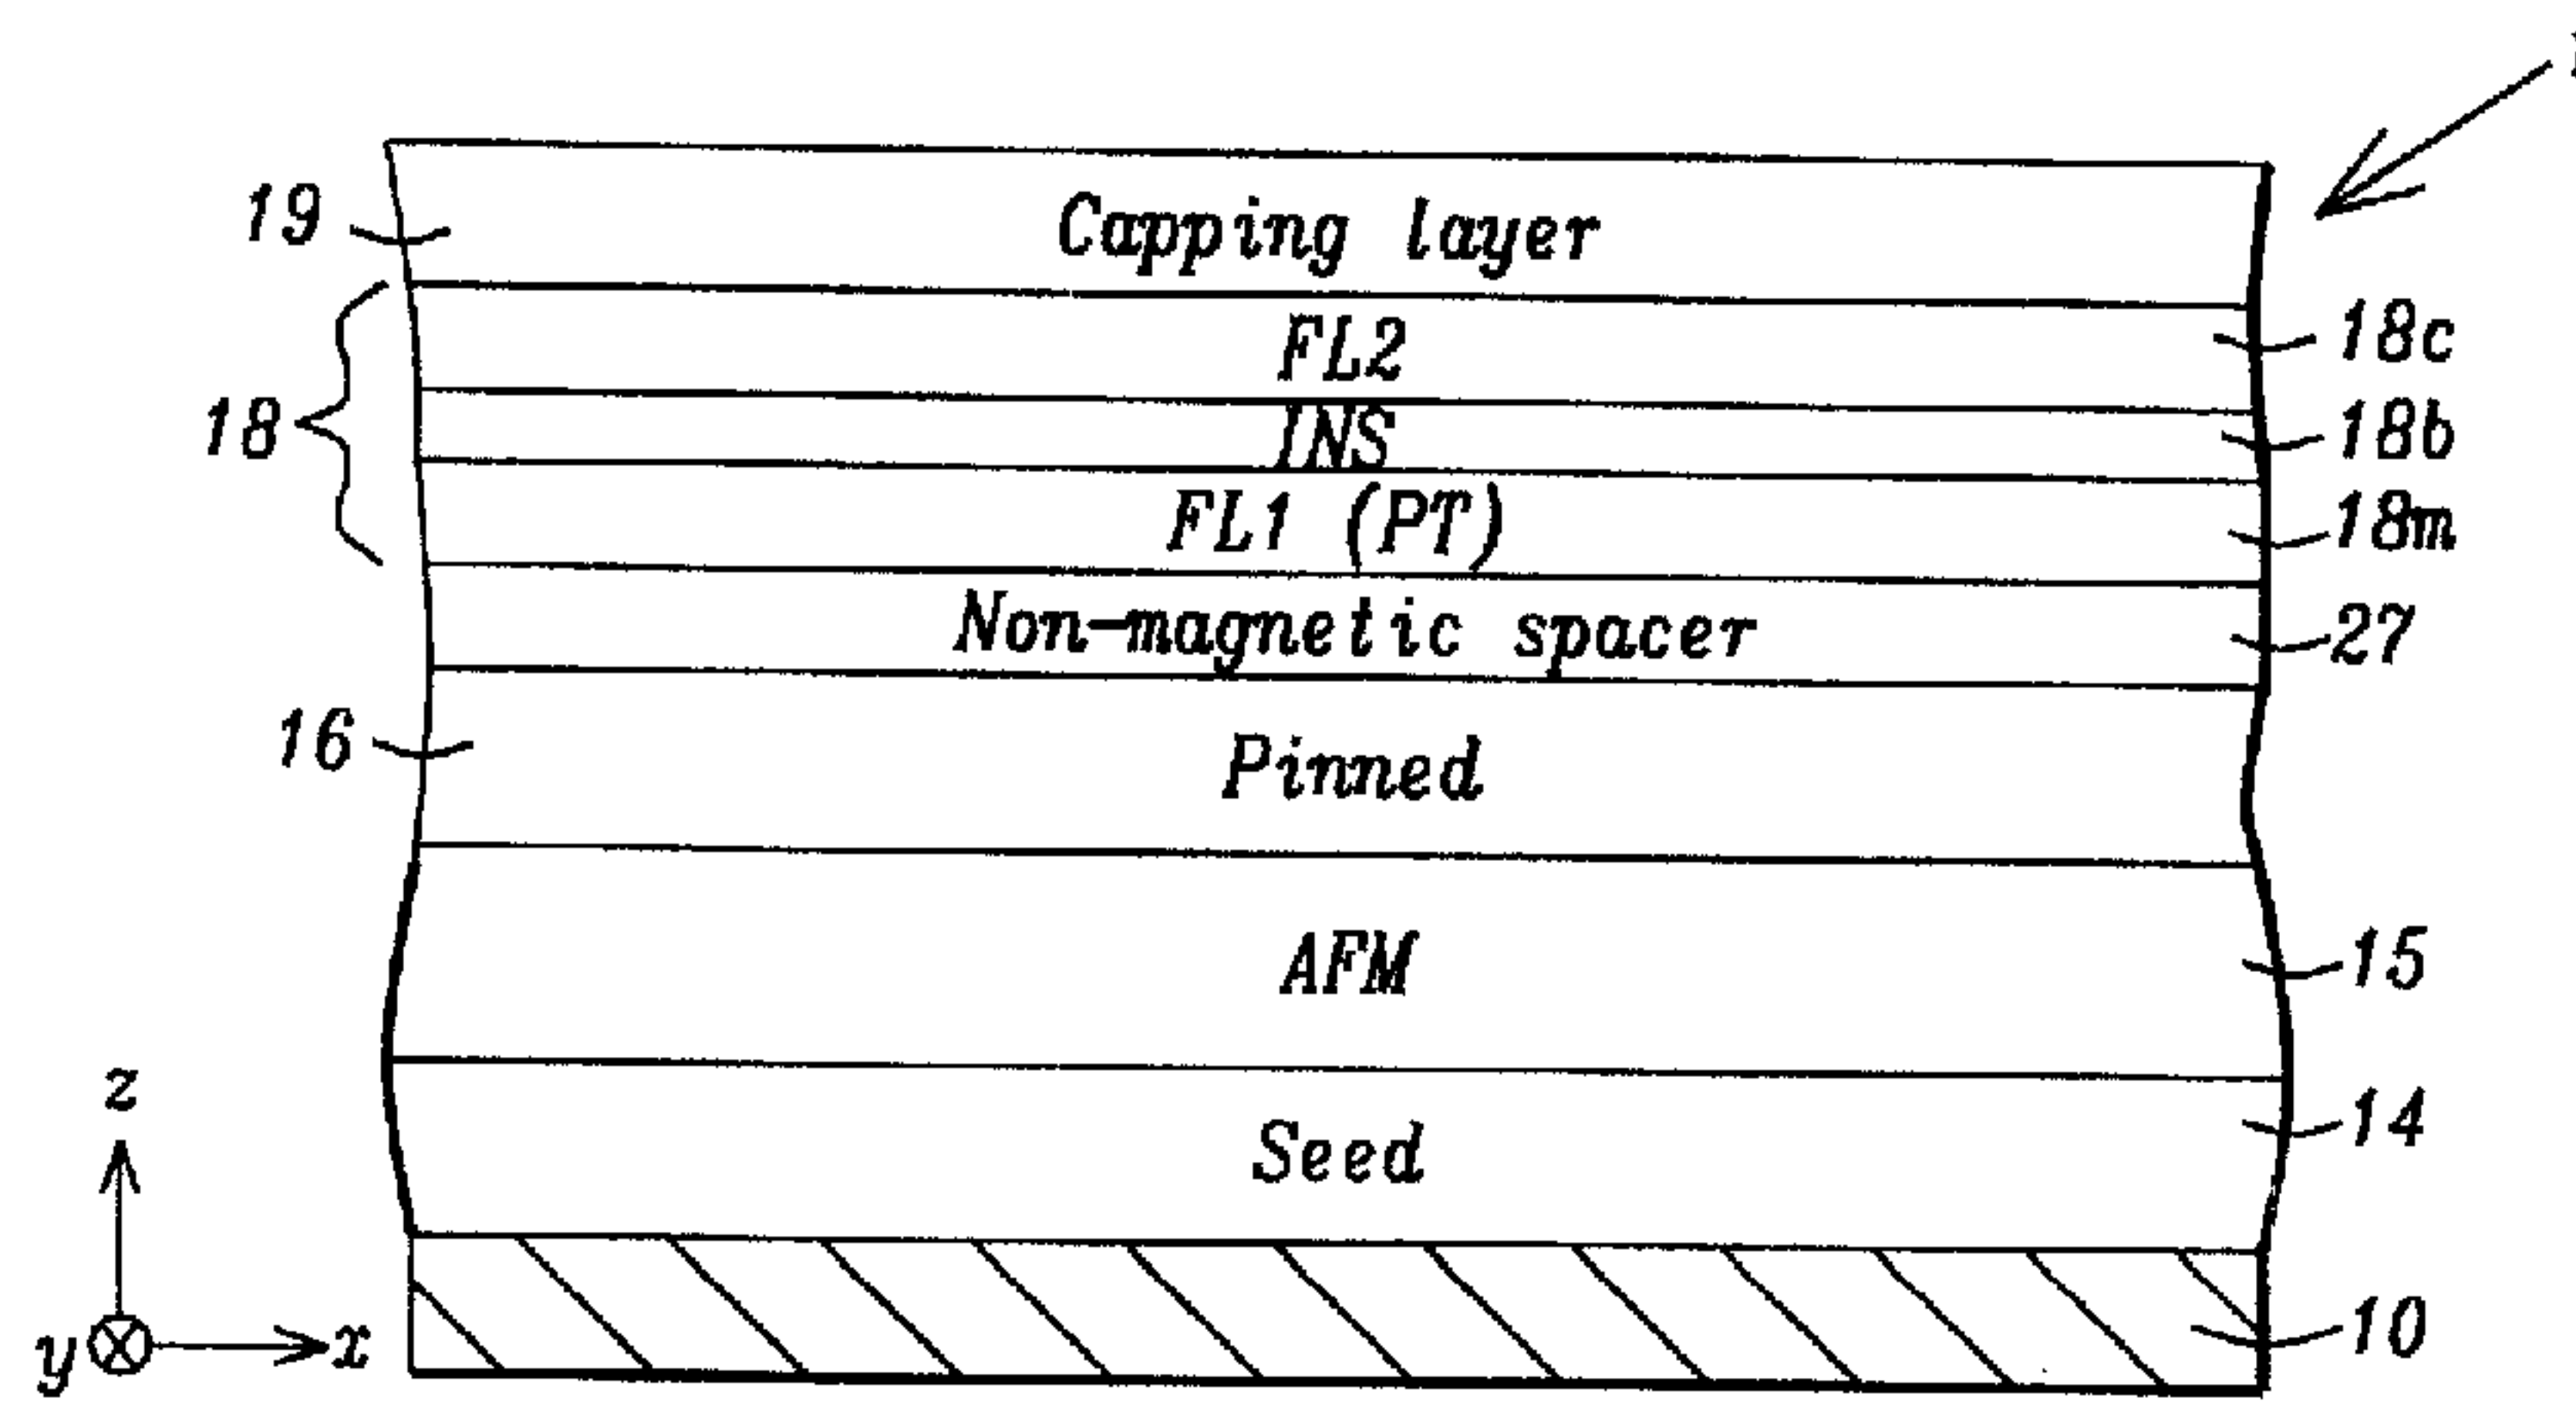 19 Capping layer
FL2 18c
18 INS 18b
FL1 (PT) 18m
Non-magnetic spacer 27
16 Pinned
AFM 15
z
Seed 14
y x 10